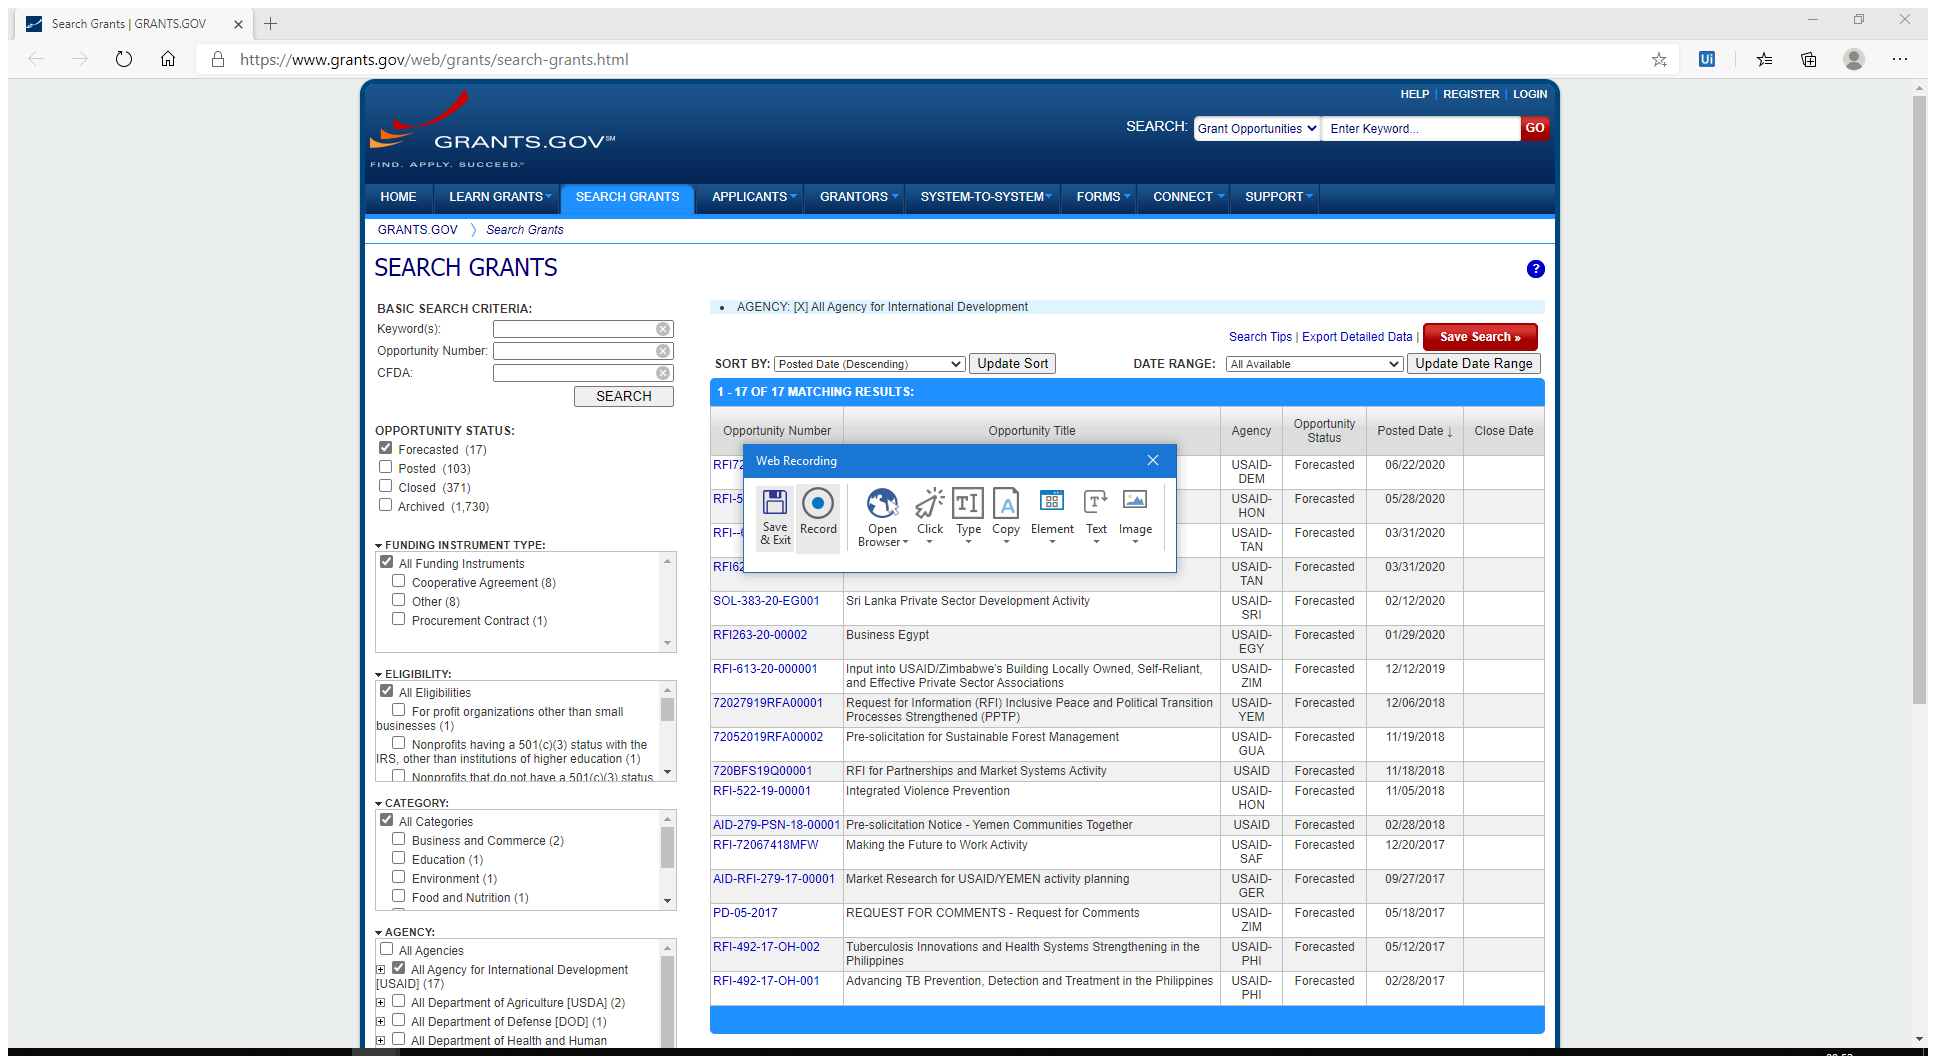 Search Grants | GRANTS.GOV
https://www.grants.gov/web/grants/search-grants.html
Ui
HELP | REGISTER | LOGIN
GRANTS.GOV℠
FIND. APPLY. SUCCEED.℠
SEARCH: Grant Opportunities Enter Keyword... GO
HOME LEARN GRANTS SEARCH GRANTS APPLICANTS GRANTORS SYSTEM-TO-SYSTEM FORMS CONNECT SUPPORT
GRANTS.GOV 〉 Search Grants
SEARCH GRANTS
?
BASIC SEARCH CRITERIA:
Keyword(s):
Opportunity Number:
CFDA:
SEARCH
OPPORTUNITY STATUS:
Forecasted (17)
Posted (103)
Closed (371)
Archived (1,730)
FUNDING INSTRUMENT TYPE:
All Funding Instruments
Cooperative Agreement (8)
Other (8)
Procurement Contract (1)
ELIGIBILITY:
All Eligibilities
For profit organizations other than small
businesses (1)
Nonprofits having a 501(c)(3) status with the
IRS, other than institutions of higher education (1)
Nonprofits that do not have a 501(c)(3) status
CATEGORY:
All Categories
Business and Commerce (2)
Education (1)
Environment (1)
Food and Nutrition (1)
AGENCY:
All Agencies
All Agency for International Development
[USAID] (17)
All Department of Agriculture [USDA] (2)
All Department of Defense [DOD] (1)
All Department of Health and Human
• AGENCY: [X] All Agency for International Development
Search Tips | Export Detailed Data | Save Search »
SORT BY: Posted Date (Descending) Update Sort DATE RANGE: All Available Update Date Range
1 - 17 OF 17 MATCHING RESULTS:
Opportunity Number Opportunity Title Agency Opportunity Status Posted Date ↓ Close Date
RFI72 USAID-DEM Forecasted 06/22/2020
RFI-5 USAID-HON Forecasted 05/28/2020
RFI--6 USAID-TAN Forecasted 03/31/2020
RFI62 USAID-TAN Forecasted 03/31/2020
Web Recording
Save & Exit Record Open Browser Click Type Copy Element Text Image
SOL-383-20-EG001 Sri Lanka Private Sector Development Activity USAID-SRI Forecasted 02/12/2020
RFI263-20-00002 Business Egypt USAID-EGY Forecasted 01/29/2020
RFI-613-20-000001 Input into USAID/Zimbabwe's Building Locally Owned, Self-Reliant, and Effective Private Sector Associations USAID-ZIM Forecasted 12/12/2019
72027919RFA00001 Request for Information (RFI) Inclusive Peace and Political Transition Processes Strengthened (PPTP) USAID-YEM Forecasted 12/06/2018
72052019RFA00002 Pre-solicitation for Sustainable Forest Management USAID-GUA Forecasted 11/19/2018
720BFS19Q00001 RFI for Partnerships and Market Systems Activity USAID Forecasted 11/18/2018
RFI-522-19-00001 Integrated Violence Prevention USAID-HON Forecasted 11/05/2018
AID-279-PSN-18-00001 Pre-solicitation Notice - Yemen Communities Together USAID Forecasted 02/28/2018
RFI-72067418MFW Making the Future to Work Activity USAID-SAF Forecasted 12/20/2017
AID-RFI-279-17-00001 Market Research for USAID/YEMEN activity planning USAID-GER Forecasted 09/27/2017
PD-05-2017 REQUEST FOR COMMENTS - Request for Comments USAID-ZIM Forecasted 05/18/2017
RFI-492-17-OH-002 Tuberculosis Innovations and Health Systems Strengthening in the Philippines USAID-PHI Forecasted 05/12/2017
RFI-492-17-OH-001 Advancing TB Prevention, Detection and Treatment in the Philippines USAID-PHI Forecasted 02/28/2017